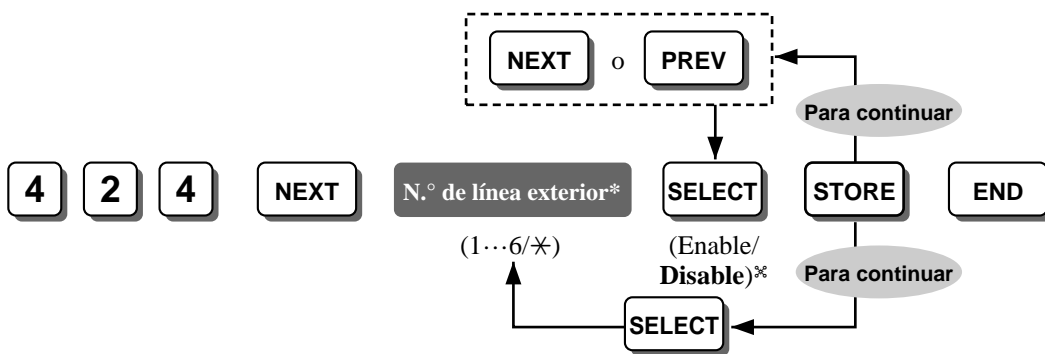 NEXT o PREV
Para continuar
4 2 4 NEXT N.° de línea exterior* SELECT STORE END
(1···6/✳) (Enable/
Disable)⌘
Para continuar
SELECT